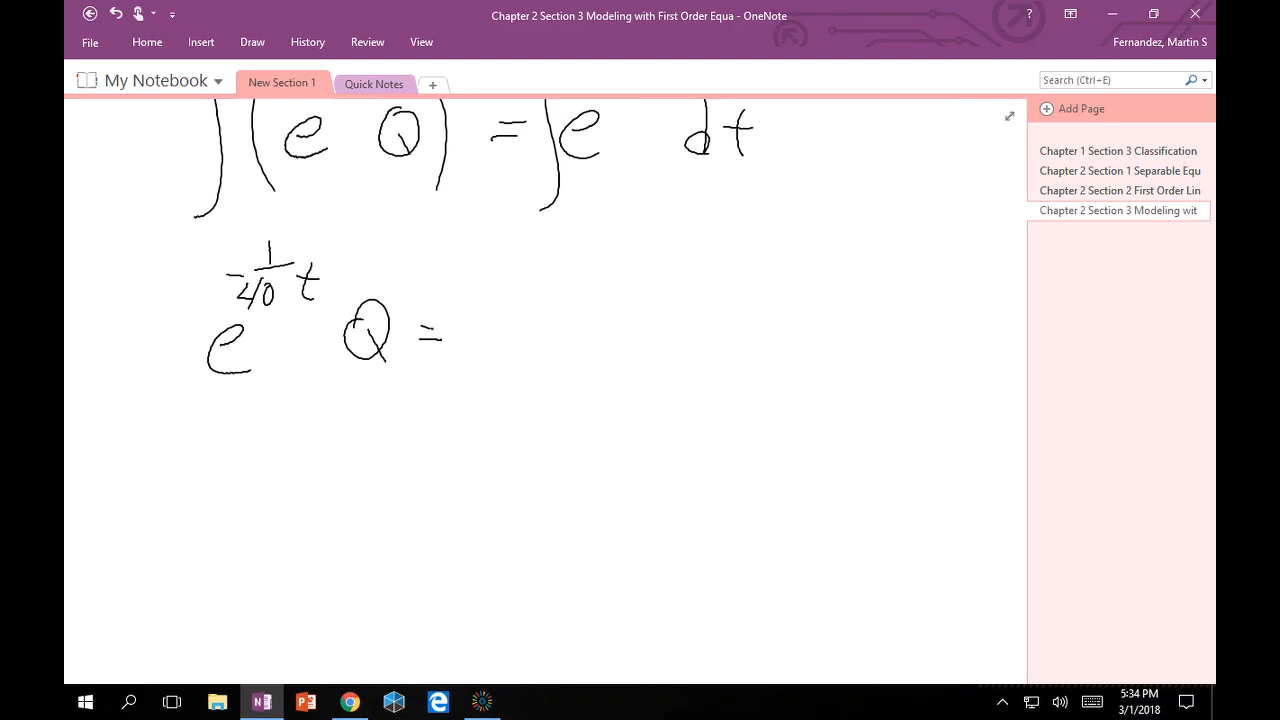 Chapter 2 Section 3 Modeling with First Order Equa - OneNote
?
File Home Insert Draw History Review View
Fernandez, Martin S
My Notebook
New Section 1
Quick Notes
+
Search (Ctrl+E)
Add Page
Chapter 1 Section 3 Classification
Chapter 2 Section 1 Separable Equ
Chapter 2 Section 2 First Order Lin
Chapter 2 Section 3 Modeling wit
∫(e Q) = ∫e dt
e^{-1/40 t} Q =
5:34 PM
3/1/2018